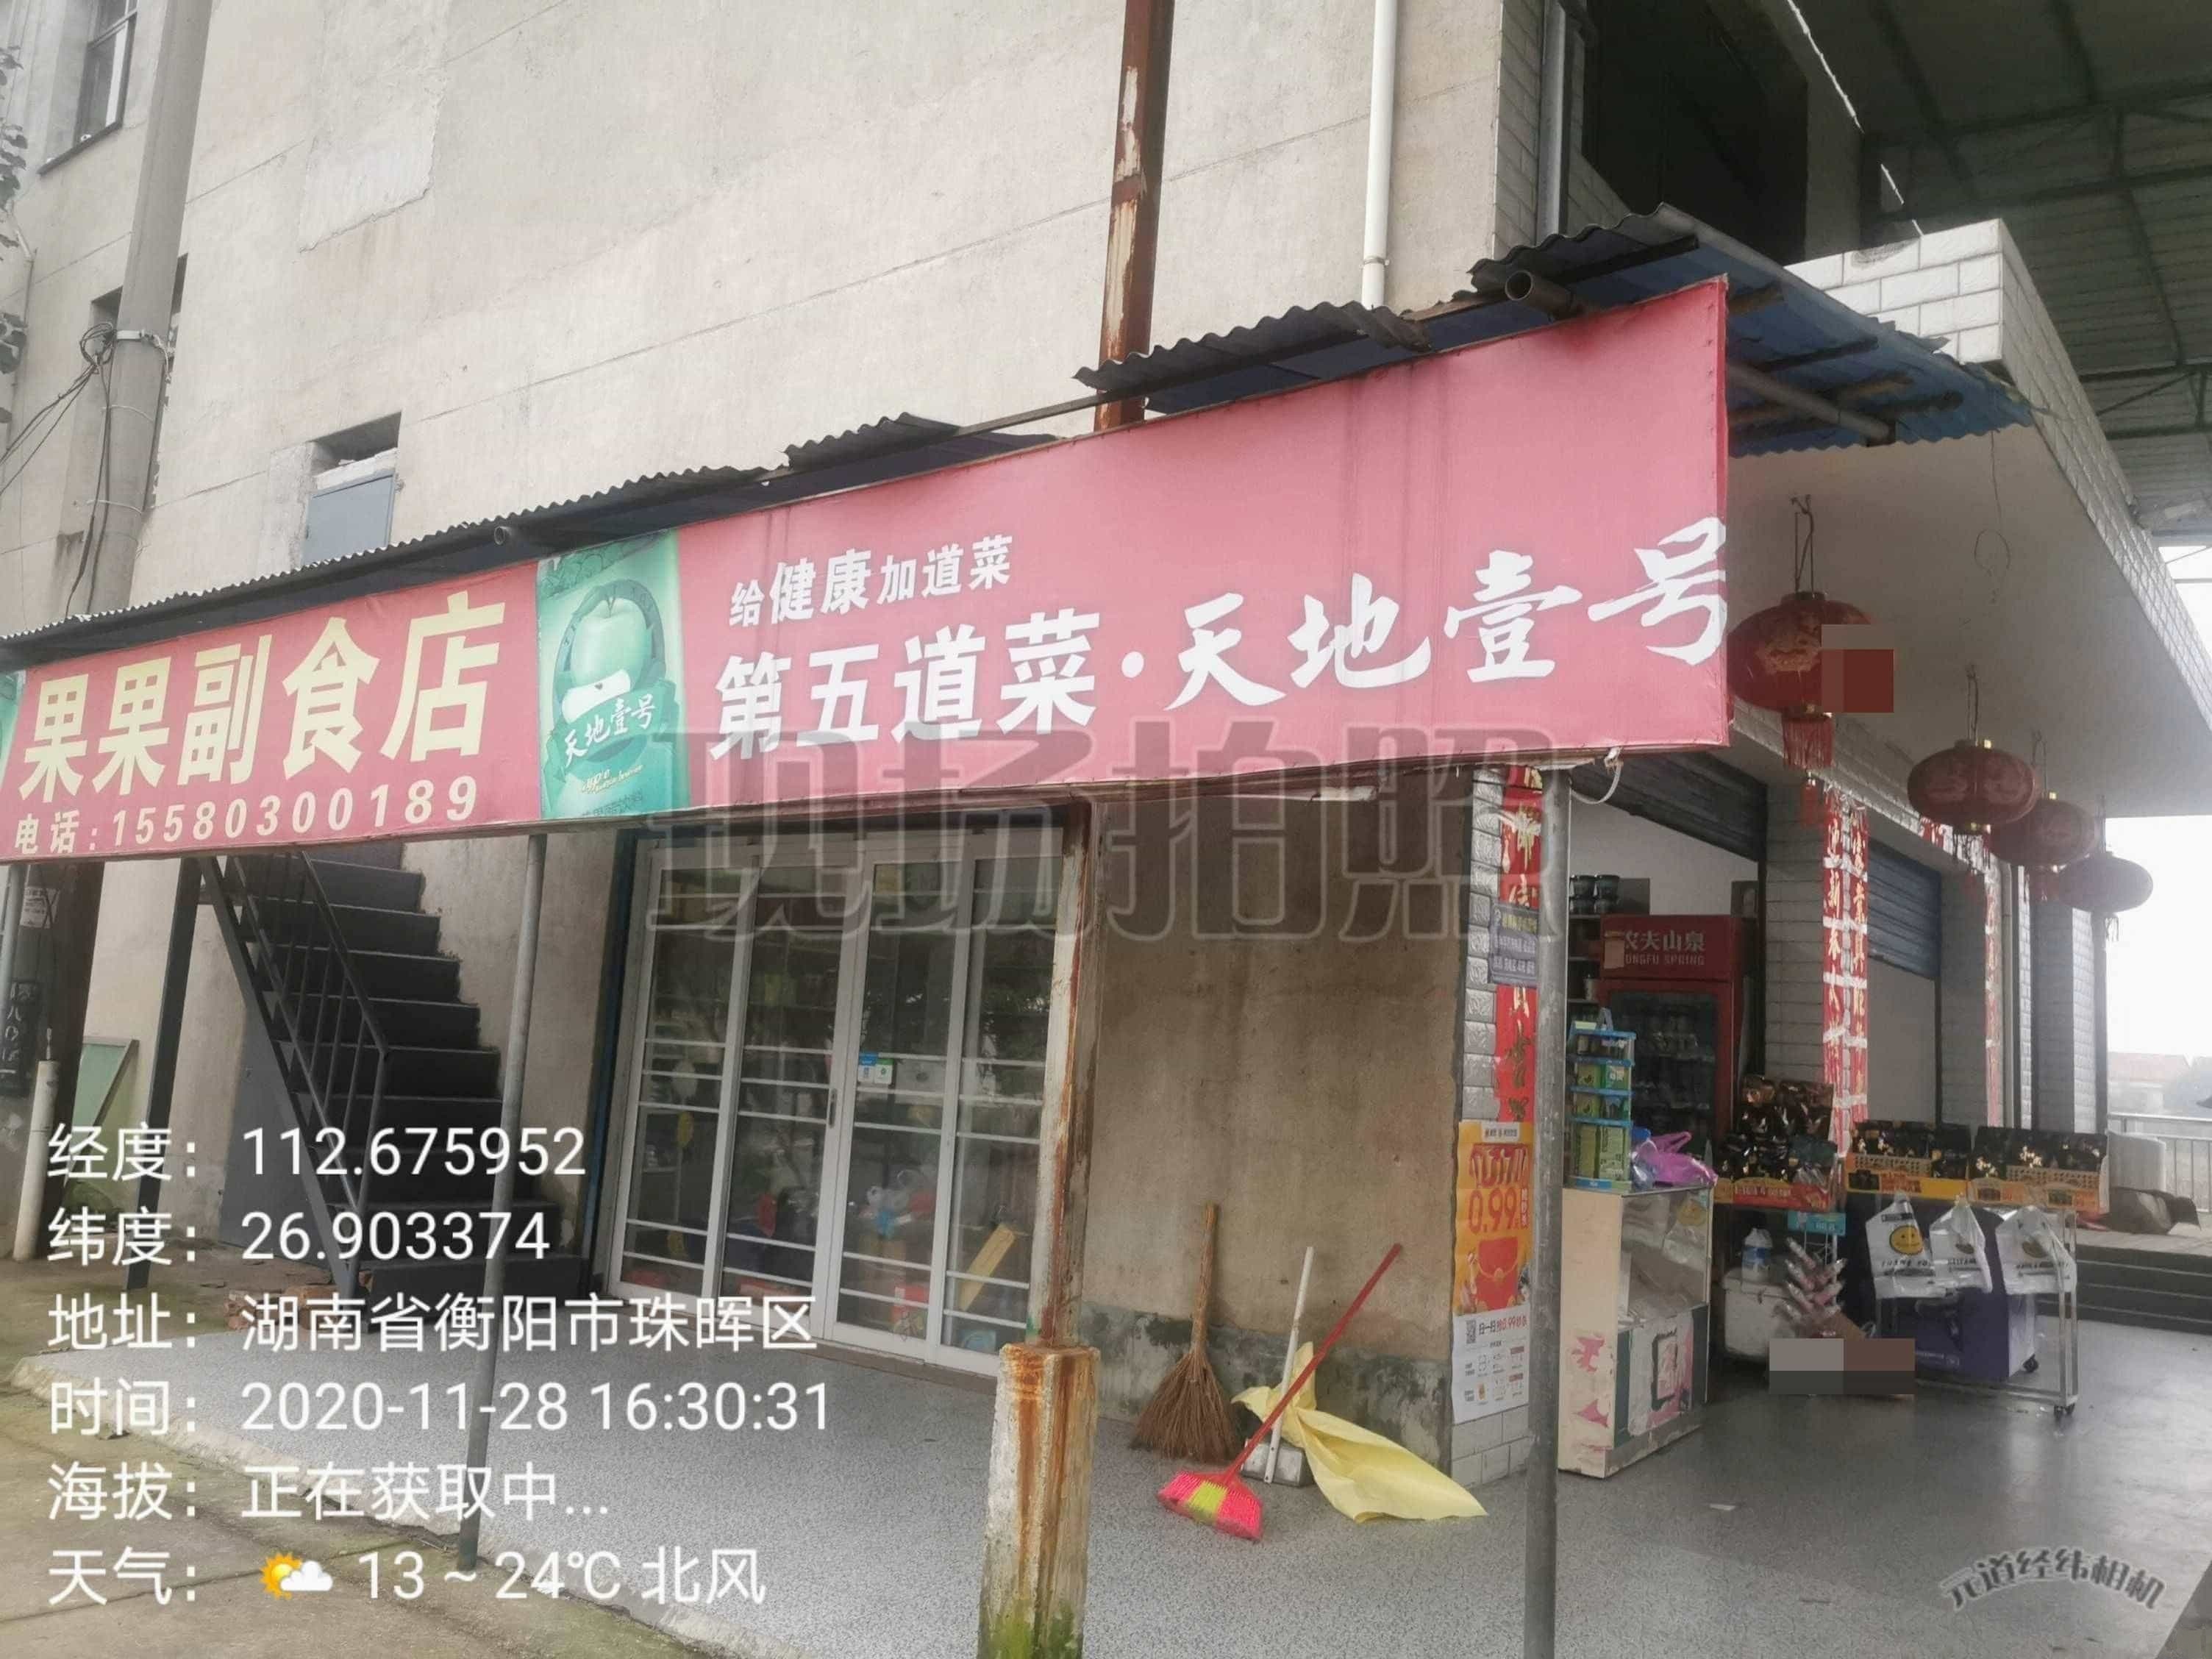 果果副食店
电话:15580300189
天地壹号
给健康加道菜
第五道菜·天地壹号
现场拍照
农夫山泉
0.99
经度: 112.675952
纬度: 26.903374
地址: 湖南省衡阳市珠晖区
时间: 2020-11-28 16:30:31
海拔: 正在获取中...
天气: 13~24℃ 北风
元道经纬相机